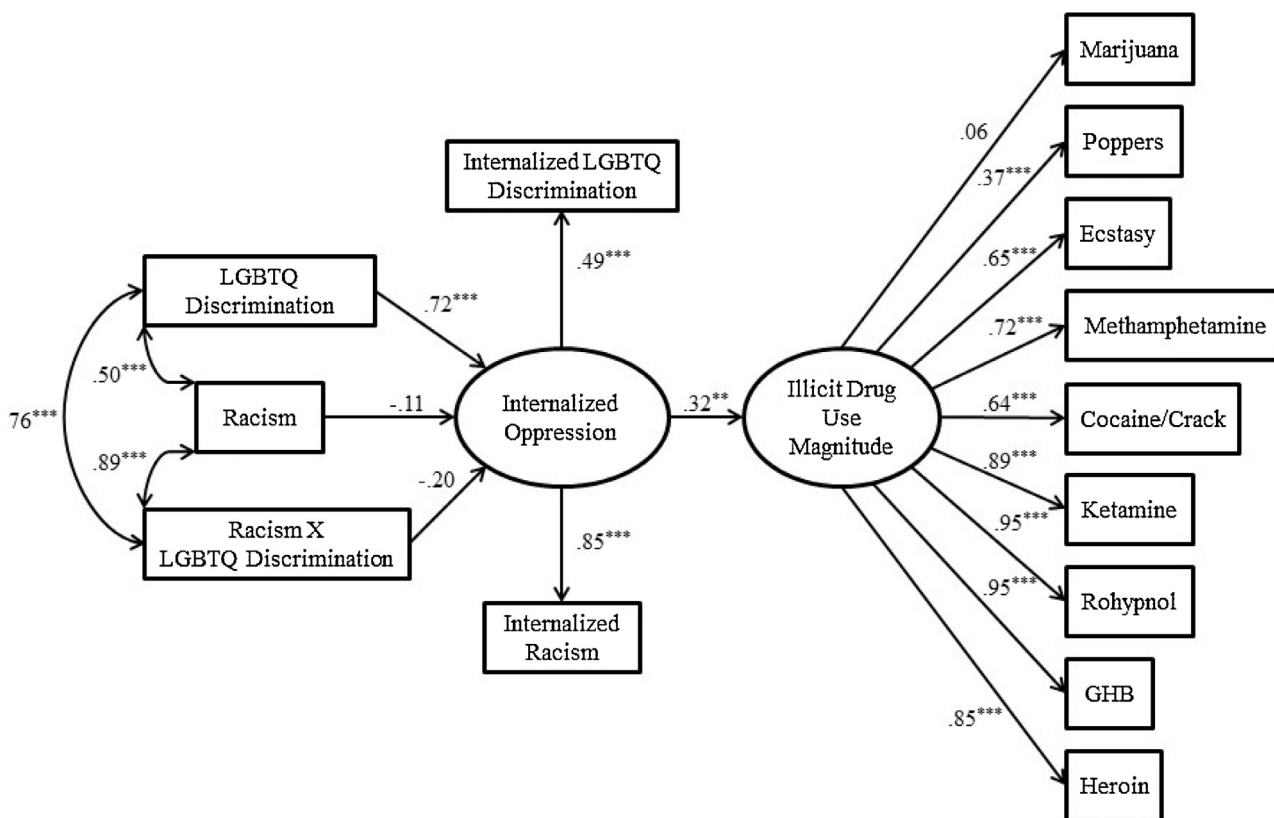 Marijuana
.06
Poppers
.37***
Internalized LGBTQ
Discrimination
Ecstasy
.65***
.49***
LGBTQ
Discrimination
.72***
Methamphetamine
.72***
.50***
76***
Racism
-.11
Internalized
Oppression
.32**
Illicit Drug
Use
Magnitude
.64***
Cocaine/Crack
.89***
-.20
.89***
Ketamine
Racism X
LGBTQ Discrimination
.85***
.95***
Rohypnol
.95***
Internalized
Racism
GHB
.85***
Heroin